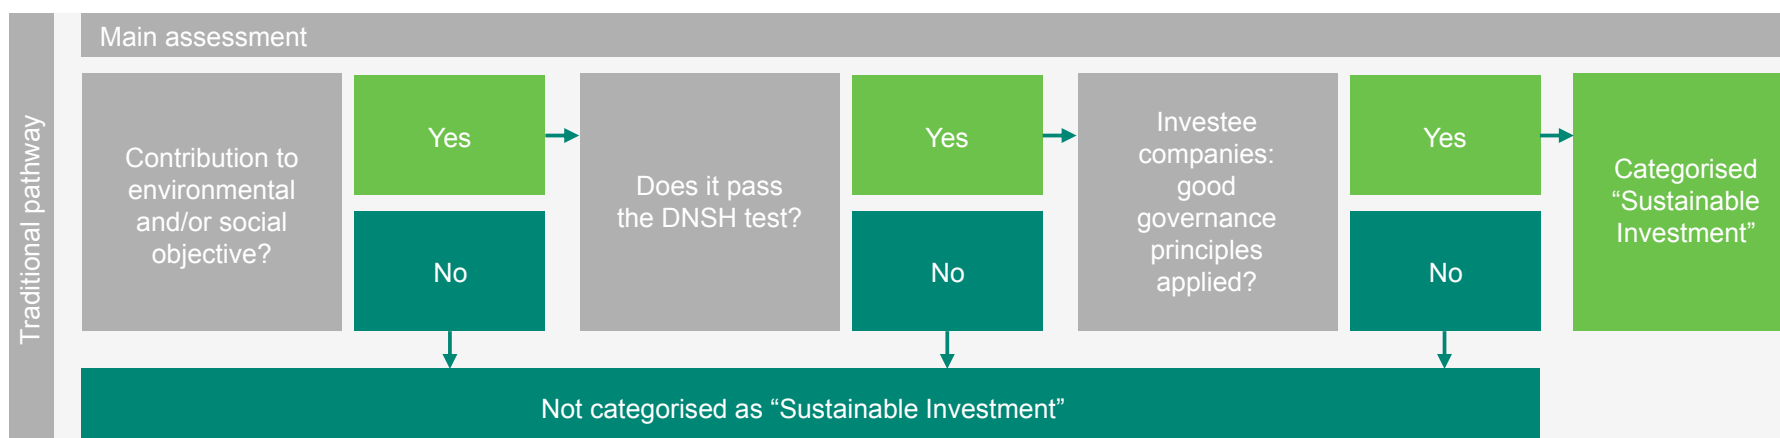 Traditional pathway
Main assessment
Contribution to
environmental
and/or social
objective?
Yes
No
Does it pass
the DNSH test?
Yes
No
Investee
companies:
good
governance
principles
applied?
Yes
No
Categorised
“Sustainable
Investment”
Not categorised as “Sustainable Investment”